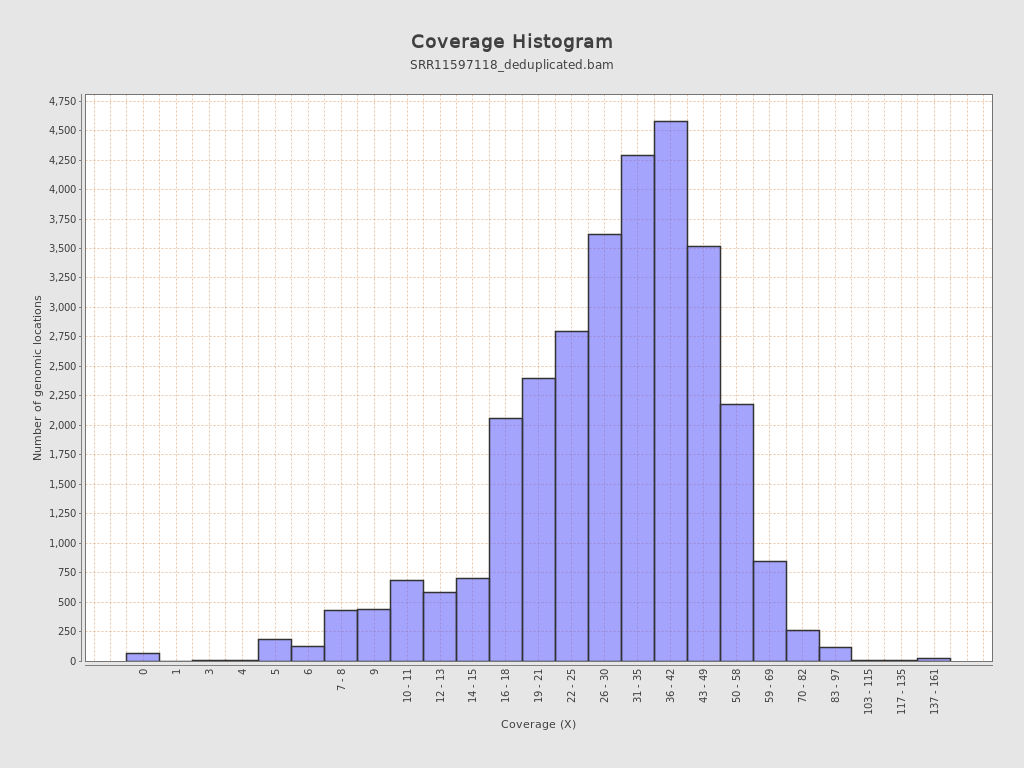 Coverage Histogram
SRR11597118_deduplicated.bam
Number of genomic locations
4,750
4,500
4,250
4,000
3,750
3,500
3,250
3,000
2,750
2,500
2,250
2,000
1,750
1,500
1,250
1,000
750
500
250
0
0
1
3
4
5
6
7 - 8
9
10 - 11
12 - 13
14 - 15
16 - 18
19 - 21
22 - 25
26 - 30
31 - 35
36 - 42
43 - 49
50 - 58
59 - 69
70 - 82
83 - 97
103 - 115
117 - 135
137 - 161
Coverage (X)